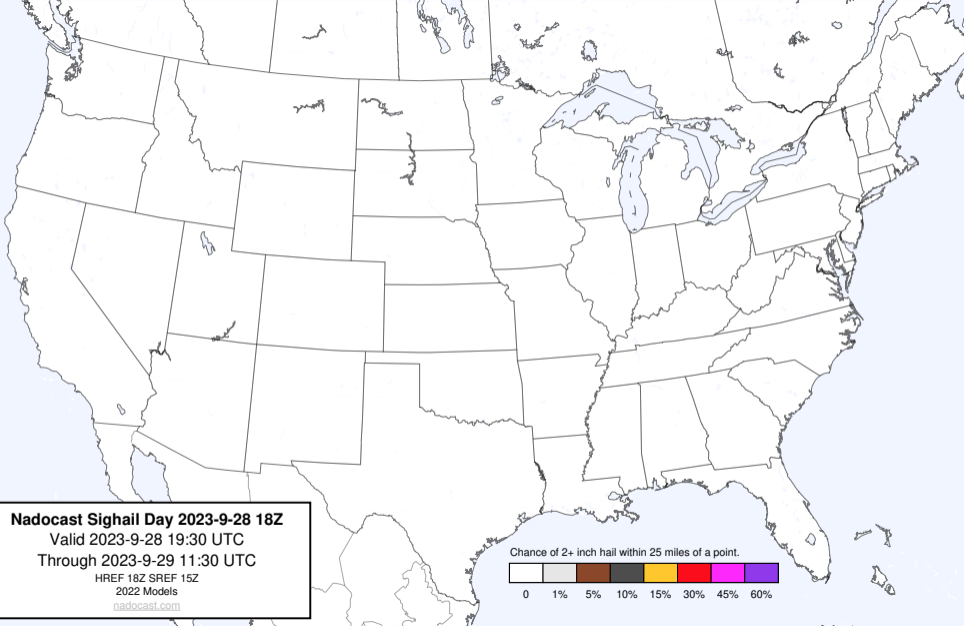 Nadocast Sighail Day 2023-9-28 18Z
Valid 2023-9-28 19:30 UTC
Through 2023-9-29 11:30 UTC
HREF 18Z SREF 15Z
2022 Models
nadocast.com
Chance of 2+ inch hail within 25 miles of a point.
0 1% 5% 10% 15% 30% 45% 60%